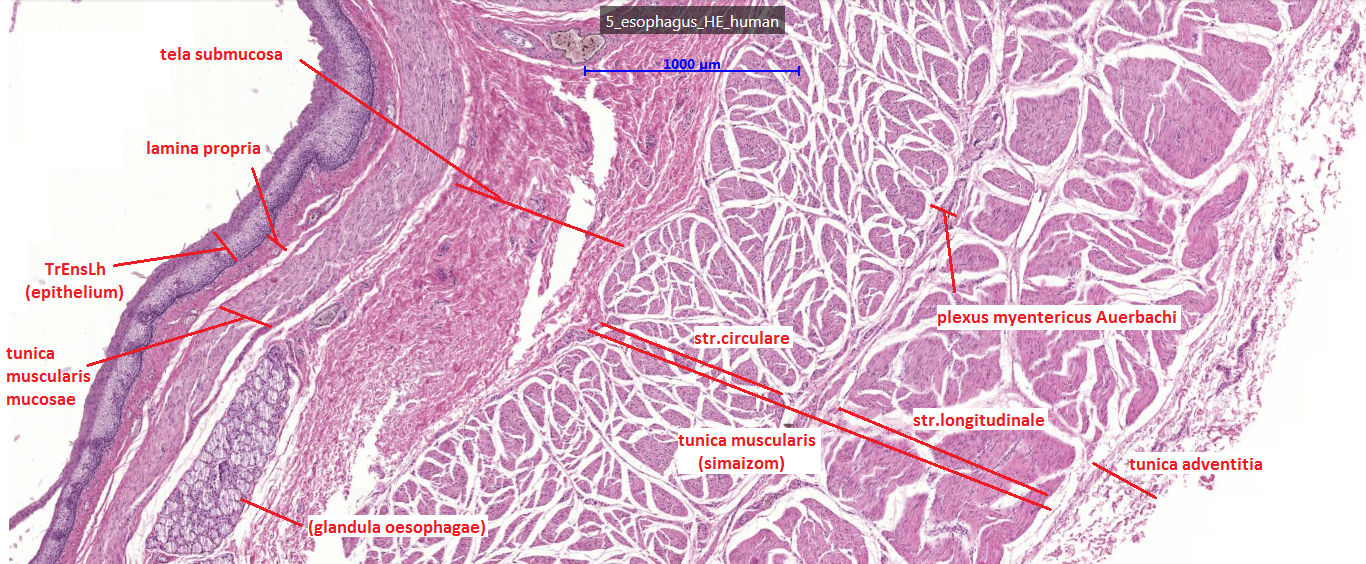 5_esophagus_HE_human
tela submucosa
1000 µm
lamina propria
TrEnsLh
(epithelium)
plexus myentericus Auerbachi
str.circulare
tunica
muscularis
mucosae
str.longitudinale
tunica muscularis
(simaizom)
tunica adventitia
(glandula oesophagae)